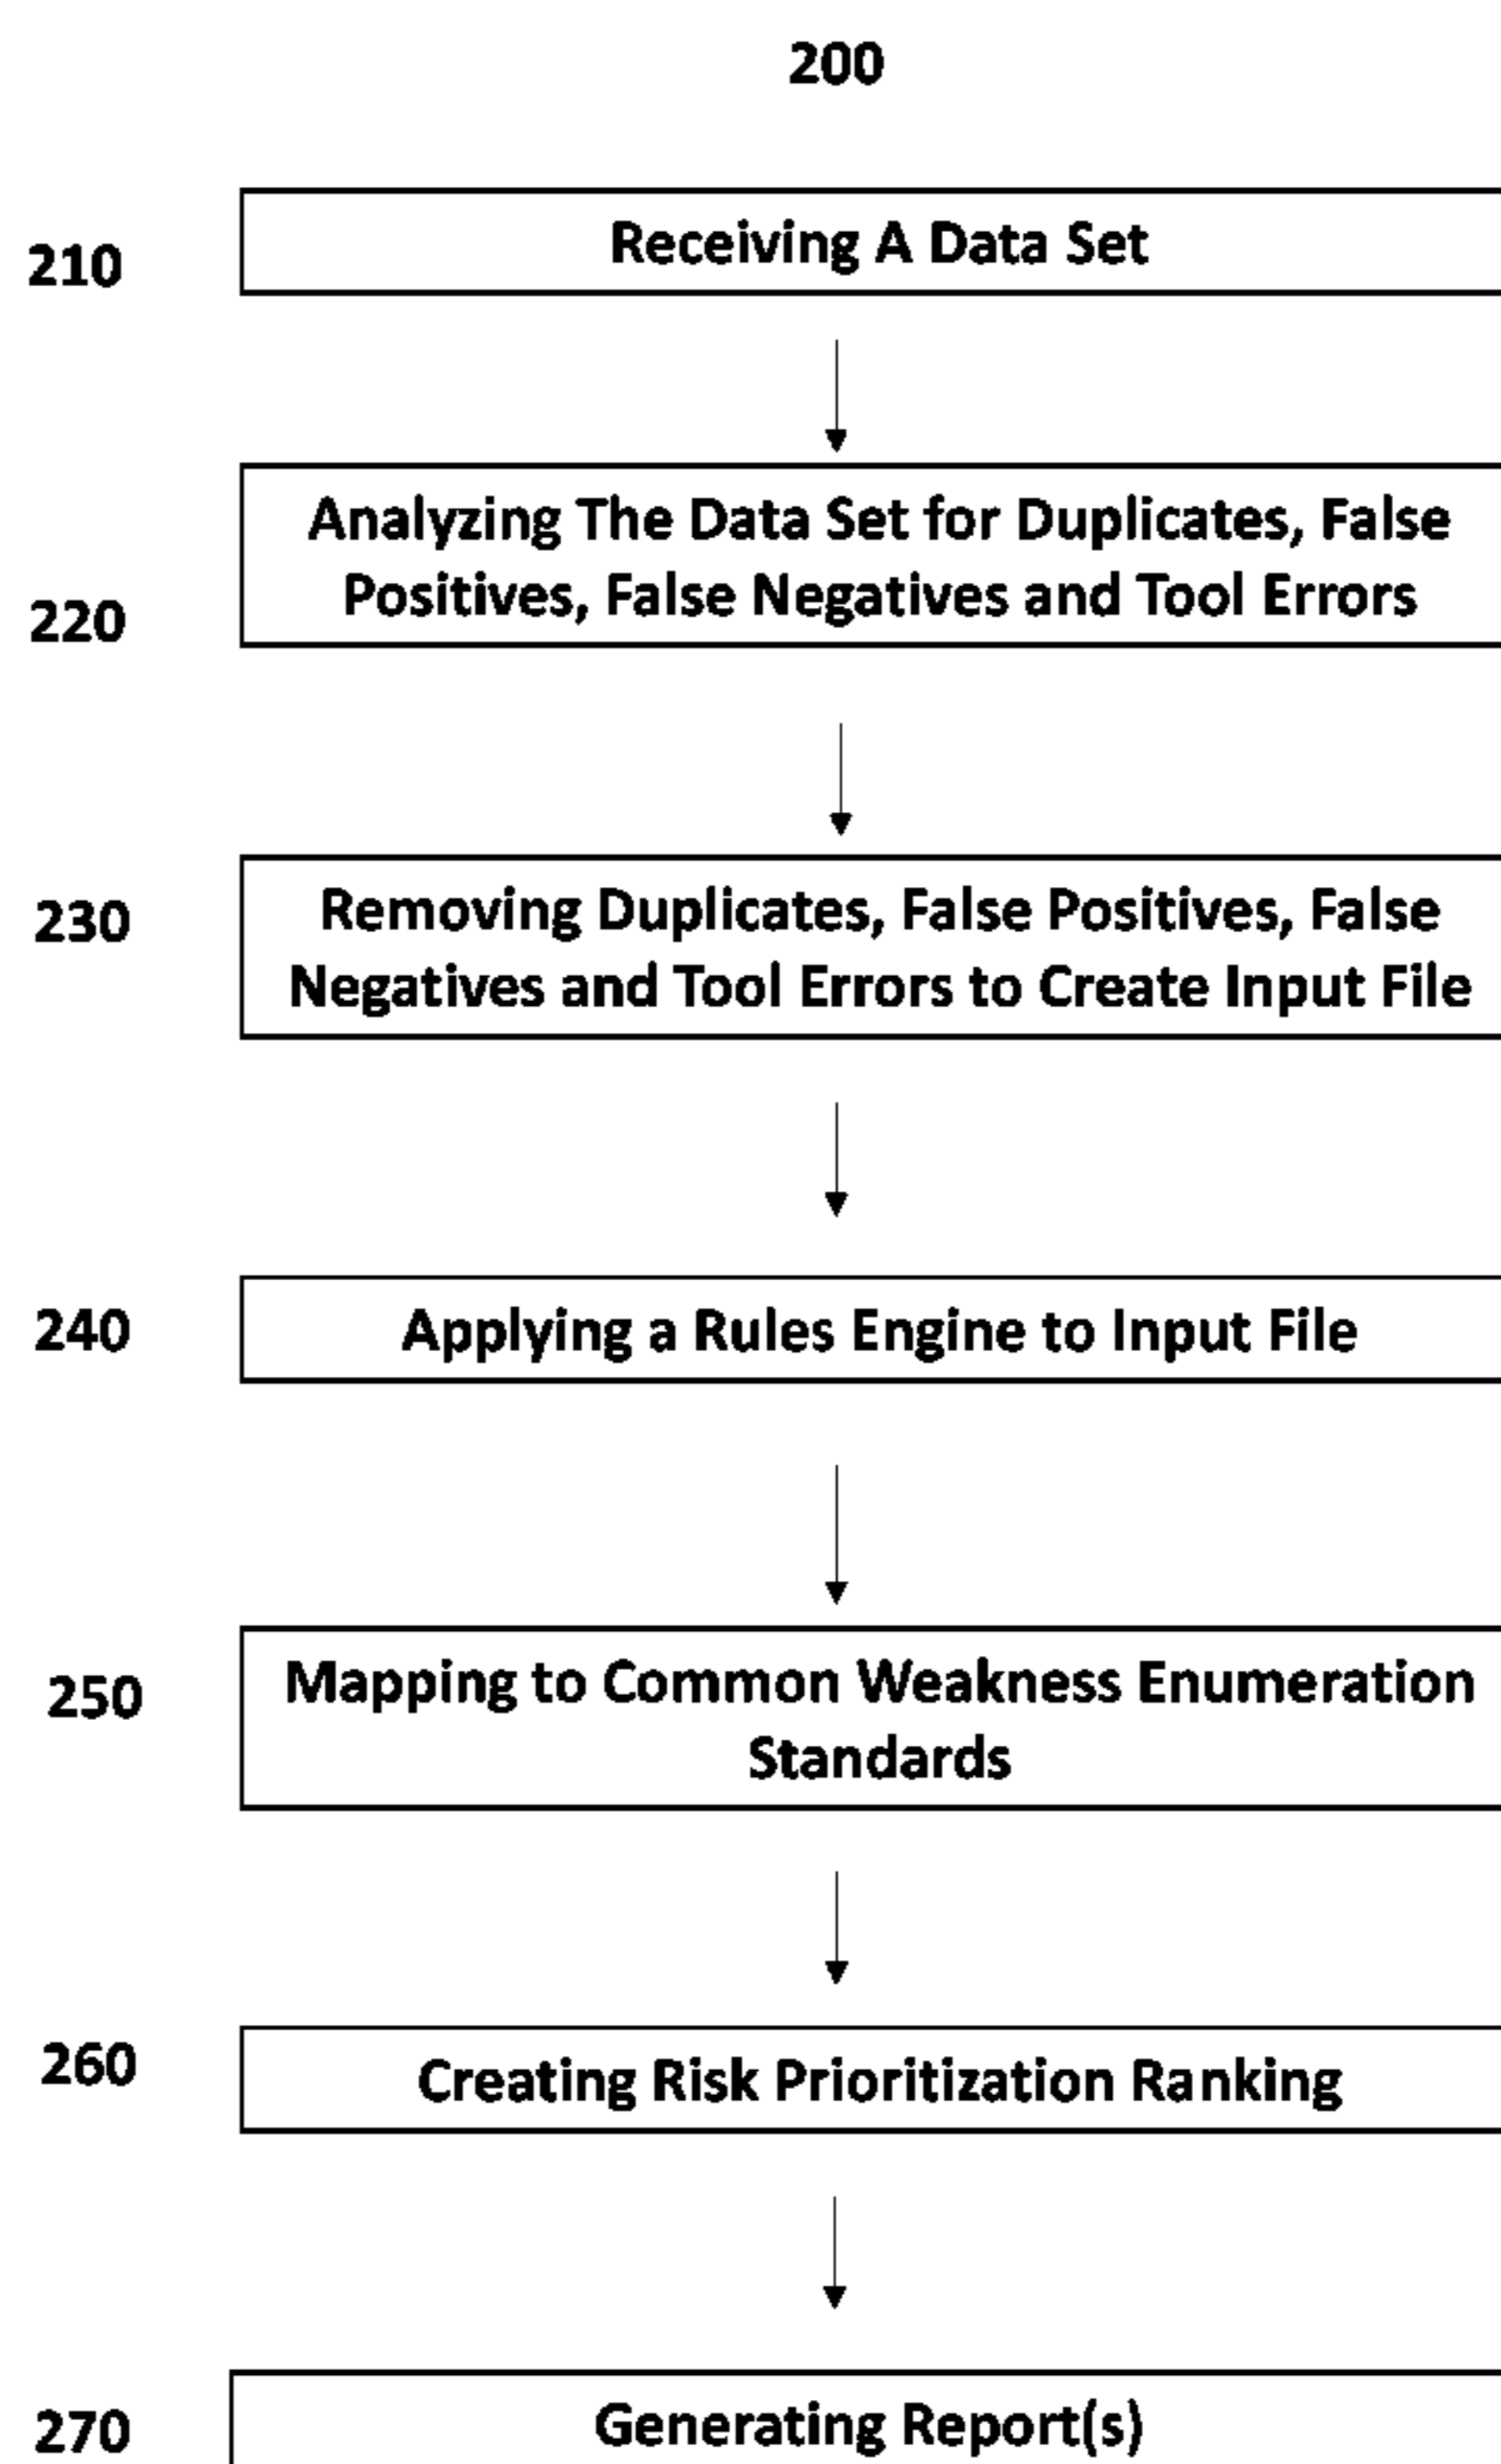 200
210
Receiving A Data Set
220
Analyzing The Data Set for Duplicates, False
Positives, False Negatives and Tool Errors
230
Removing Duplicates, False Positives, False
Negatives and Tool Errors to Create Input File
240
Applying a Rules Engine to Input File
250
Mapping to Common Weakness Enumeration
Standards
260
Creating Risk Prioritization Ranking
270
Generating Report(s)